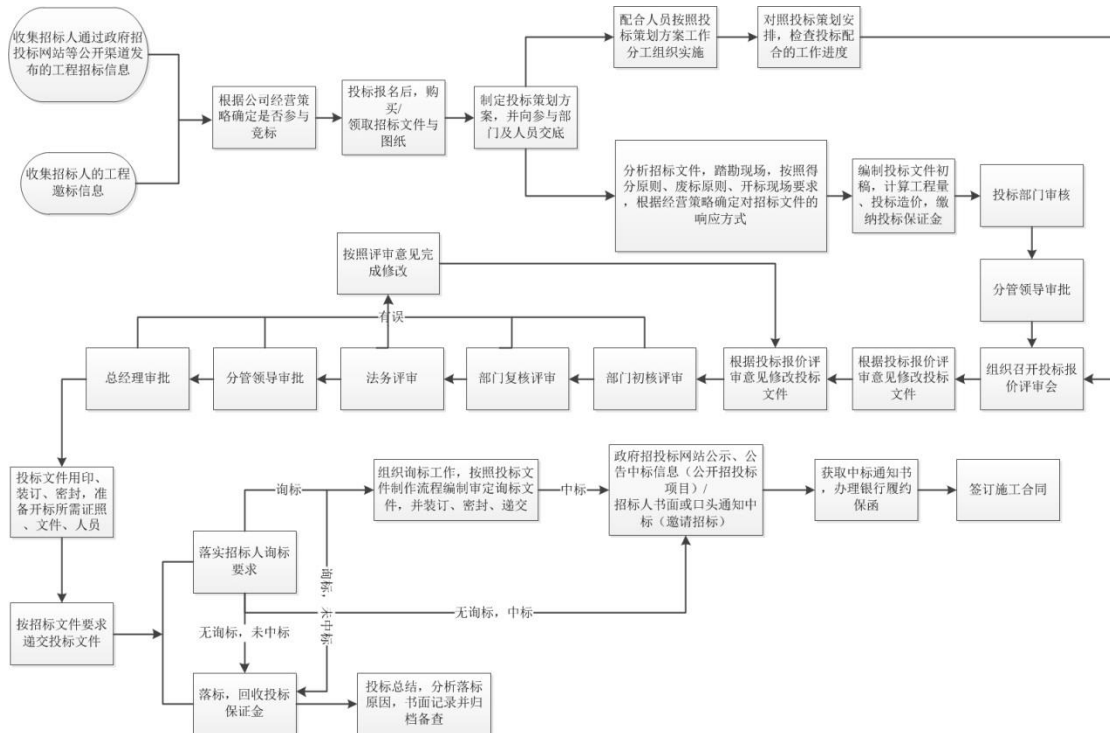 收集招标人通过政府招
投标网站等公开渠道发
布的工程招标信息
收集招标人的工程
邀标信息
根据公司经营策
略确定是否参与
竞标
投标报名后，购
买/
领取招标文件与
图纸
制定投标策划方
案，并向参与部
门及人员交底
配合人员按照投
标策划方案工作
分工组织实施
对照投标策划安
排，检查投标配
合的工作进度
分析招标文件，踏勘现场，按照得
分原则、废标原则、开标现场要求
，根据经营策略确定对招标文件的
响应方式
编制投标文件初
稿，计算工程量
、投标造价，缴
纳投标保证金
投标部门审核
分管领导审批
组织召开投标报
价评审会
根据投标报价评
审意见修改投标
文件
根据投标报价评
审意见修改投标
文件
部门初核评审
部门复核评审
法务评审
分管领导审批
总经理审批
有误
按照评审意见完
成修改
投标文件用印、
装订、密封，准
备开标所需证照
、文件、人员
按招标文件要求
递交投标文件
落实招标人询标
要求
询标
询标，未中标
无询标，未中标
无询标，中标
组织询标工作，按照投标文
件制作流程编制审定询标文
件，并装订、密封、递交
中标
政府招投标网站公示、公
告中标信息（公开招投标
项目）/
招标人书面或口头通知中
标（邀请招标）
获取中标通知书
，办理银行履约
保函
签订施工合同
落标，回收投标
保证金
投标总结，分析落标
原因，书面记录并归
档备查